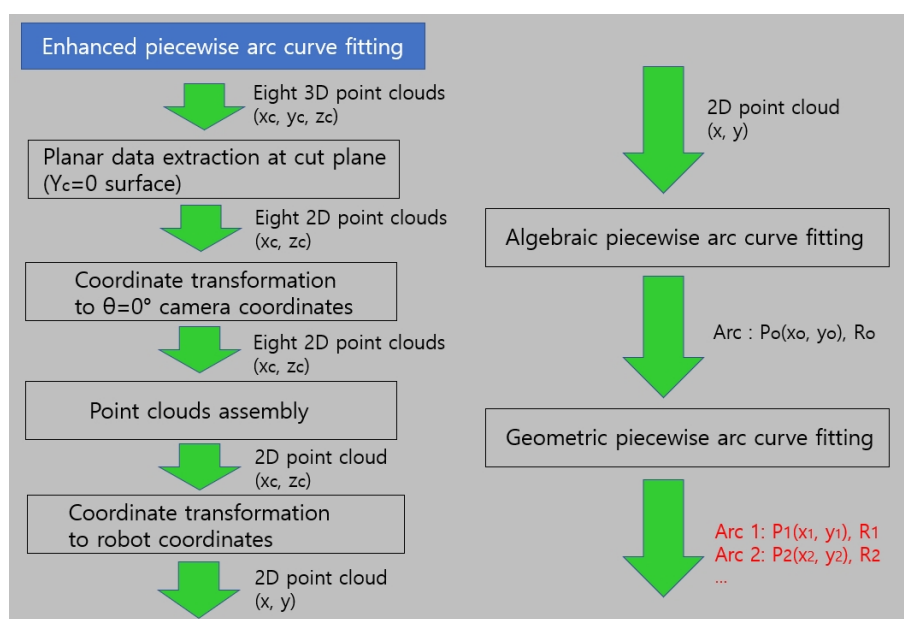 Enhanced piecewise arc curve fitting
Eight 3D point clouds
(xc, yc, zc)
Planar data extraction at cut plane
(Yc=0 surface)
Eight 2D point clouds
(xc, zc)
Coordinate transformation
to θ=0° camera coordinates
Eight 2D point clouds
(xc, zc)
Point clouds assembly
2D point cloud
(xc, zc)
Coordinate transformation
to robot coordinates
2D point cloud
(x, y)
2D point cloud
(x, y)
Algebraic piecewise arc curve fitting
Arc : Po(xo, yo), Ro
Geometric piecewise arc curve fitting
Arc 1: P1(x1, y1), R1
Arc 2: P2(x2, y2), R2
...